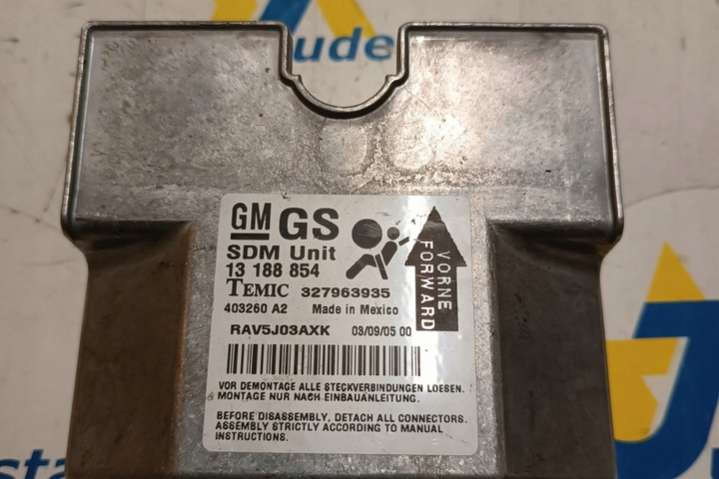 ude
GM GS
SDM Unit
13 188 854
TEMIC 327963935
403260 A2 Made in Mexico
RAV5J03AXK 03/09/05 00
VORNE
FORWARD
VOR DEMONTAGE ALLE STECKVERBINDUNGEN LOESEN.
MONTAGE NUR NACH EINBAUANLEITUNG.
BEFORE DISASSEMBLY, DETACH ALL CONNECTORS.
ASSEMBLY STRICTLY ACCORDING TO MANUAL
INSTRUCTIONS.
sta